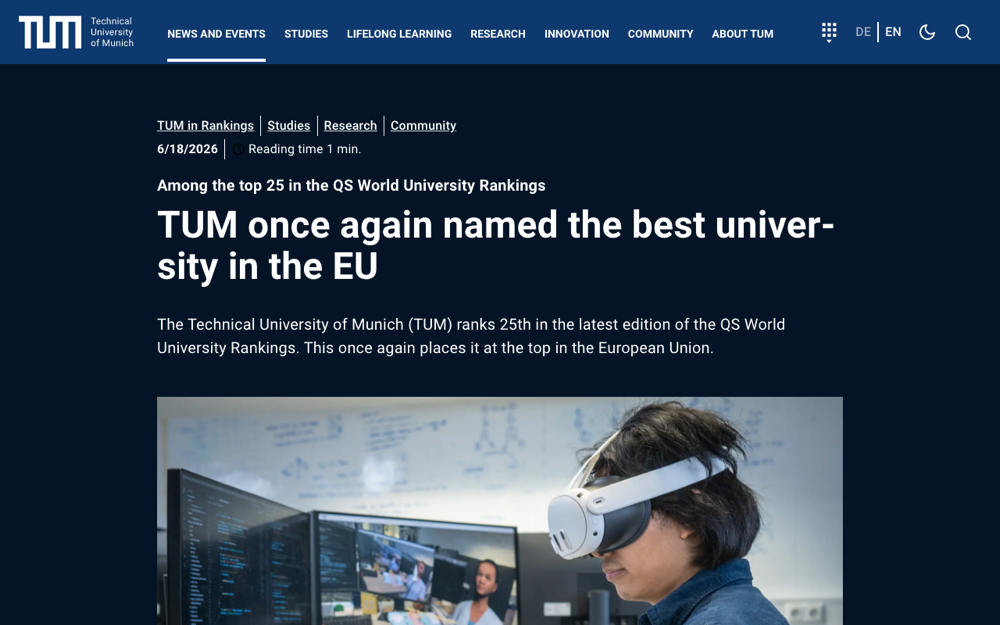 TUM
Technical
University
of Munich
NEWS AND EVENTS
STUDIES
LIFELONG LEARNING
RESEARCH
INNOVATION
COMMUNITY
ABOUT TUM
DE
EN
TUM in Rankings
Studies
Research
Community
6/18/2026
Reading time 1 min.
Among the top 25 in the QS World University Rankings
TUM once again named the best univer-
sity in the EU
The Technical University of Munich (TUM) ranks 25th in the latest edition of the QS World
University Rankings. This once again places it at the top in the European Union.